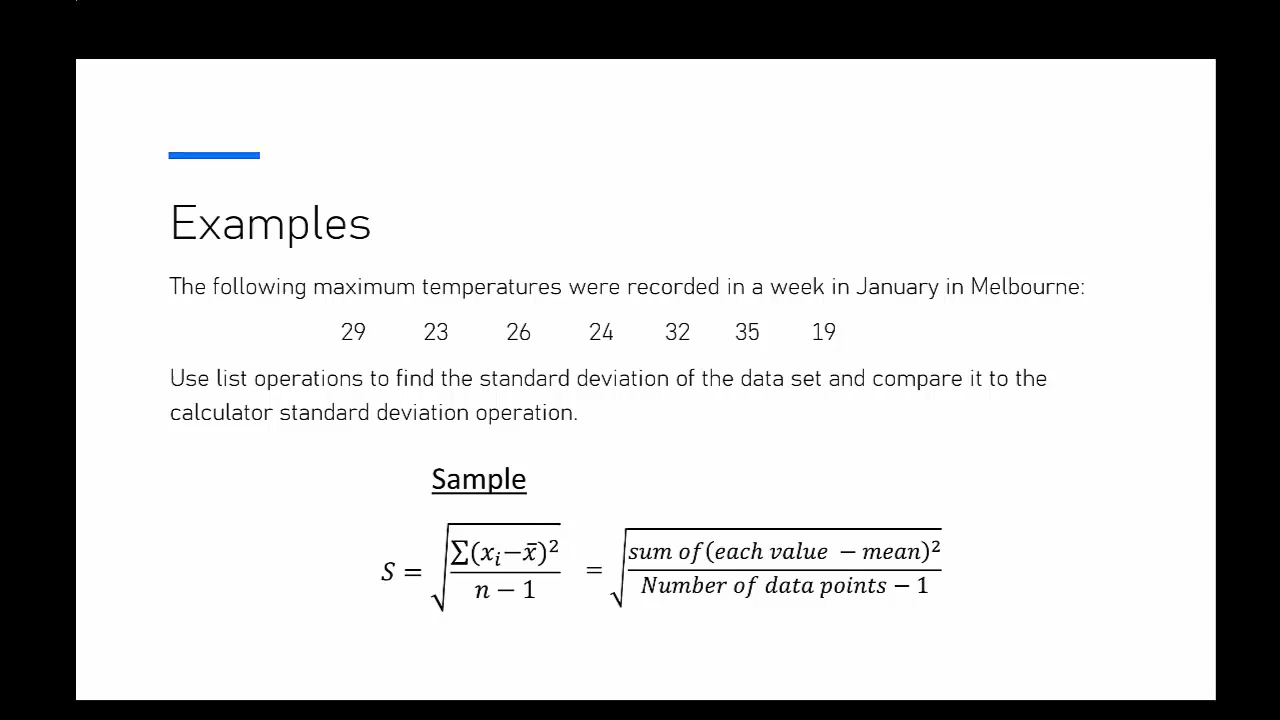 Examples
The following maximum temperatures were recorded in a week in January in Melbourne:
29 23 26 24 32 35 19
Use list operations to find the standard deviation of the data set and compare it to the
calculator standard deviation operation.
Sample
S = √(∑(xᵢ−x̄)² / (n − 1)) = √(sum of(each value − mean)² / (Number of data points − 1))